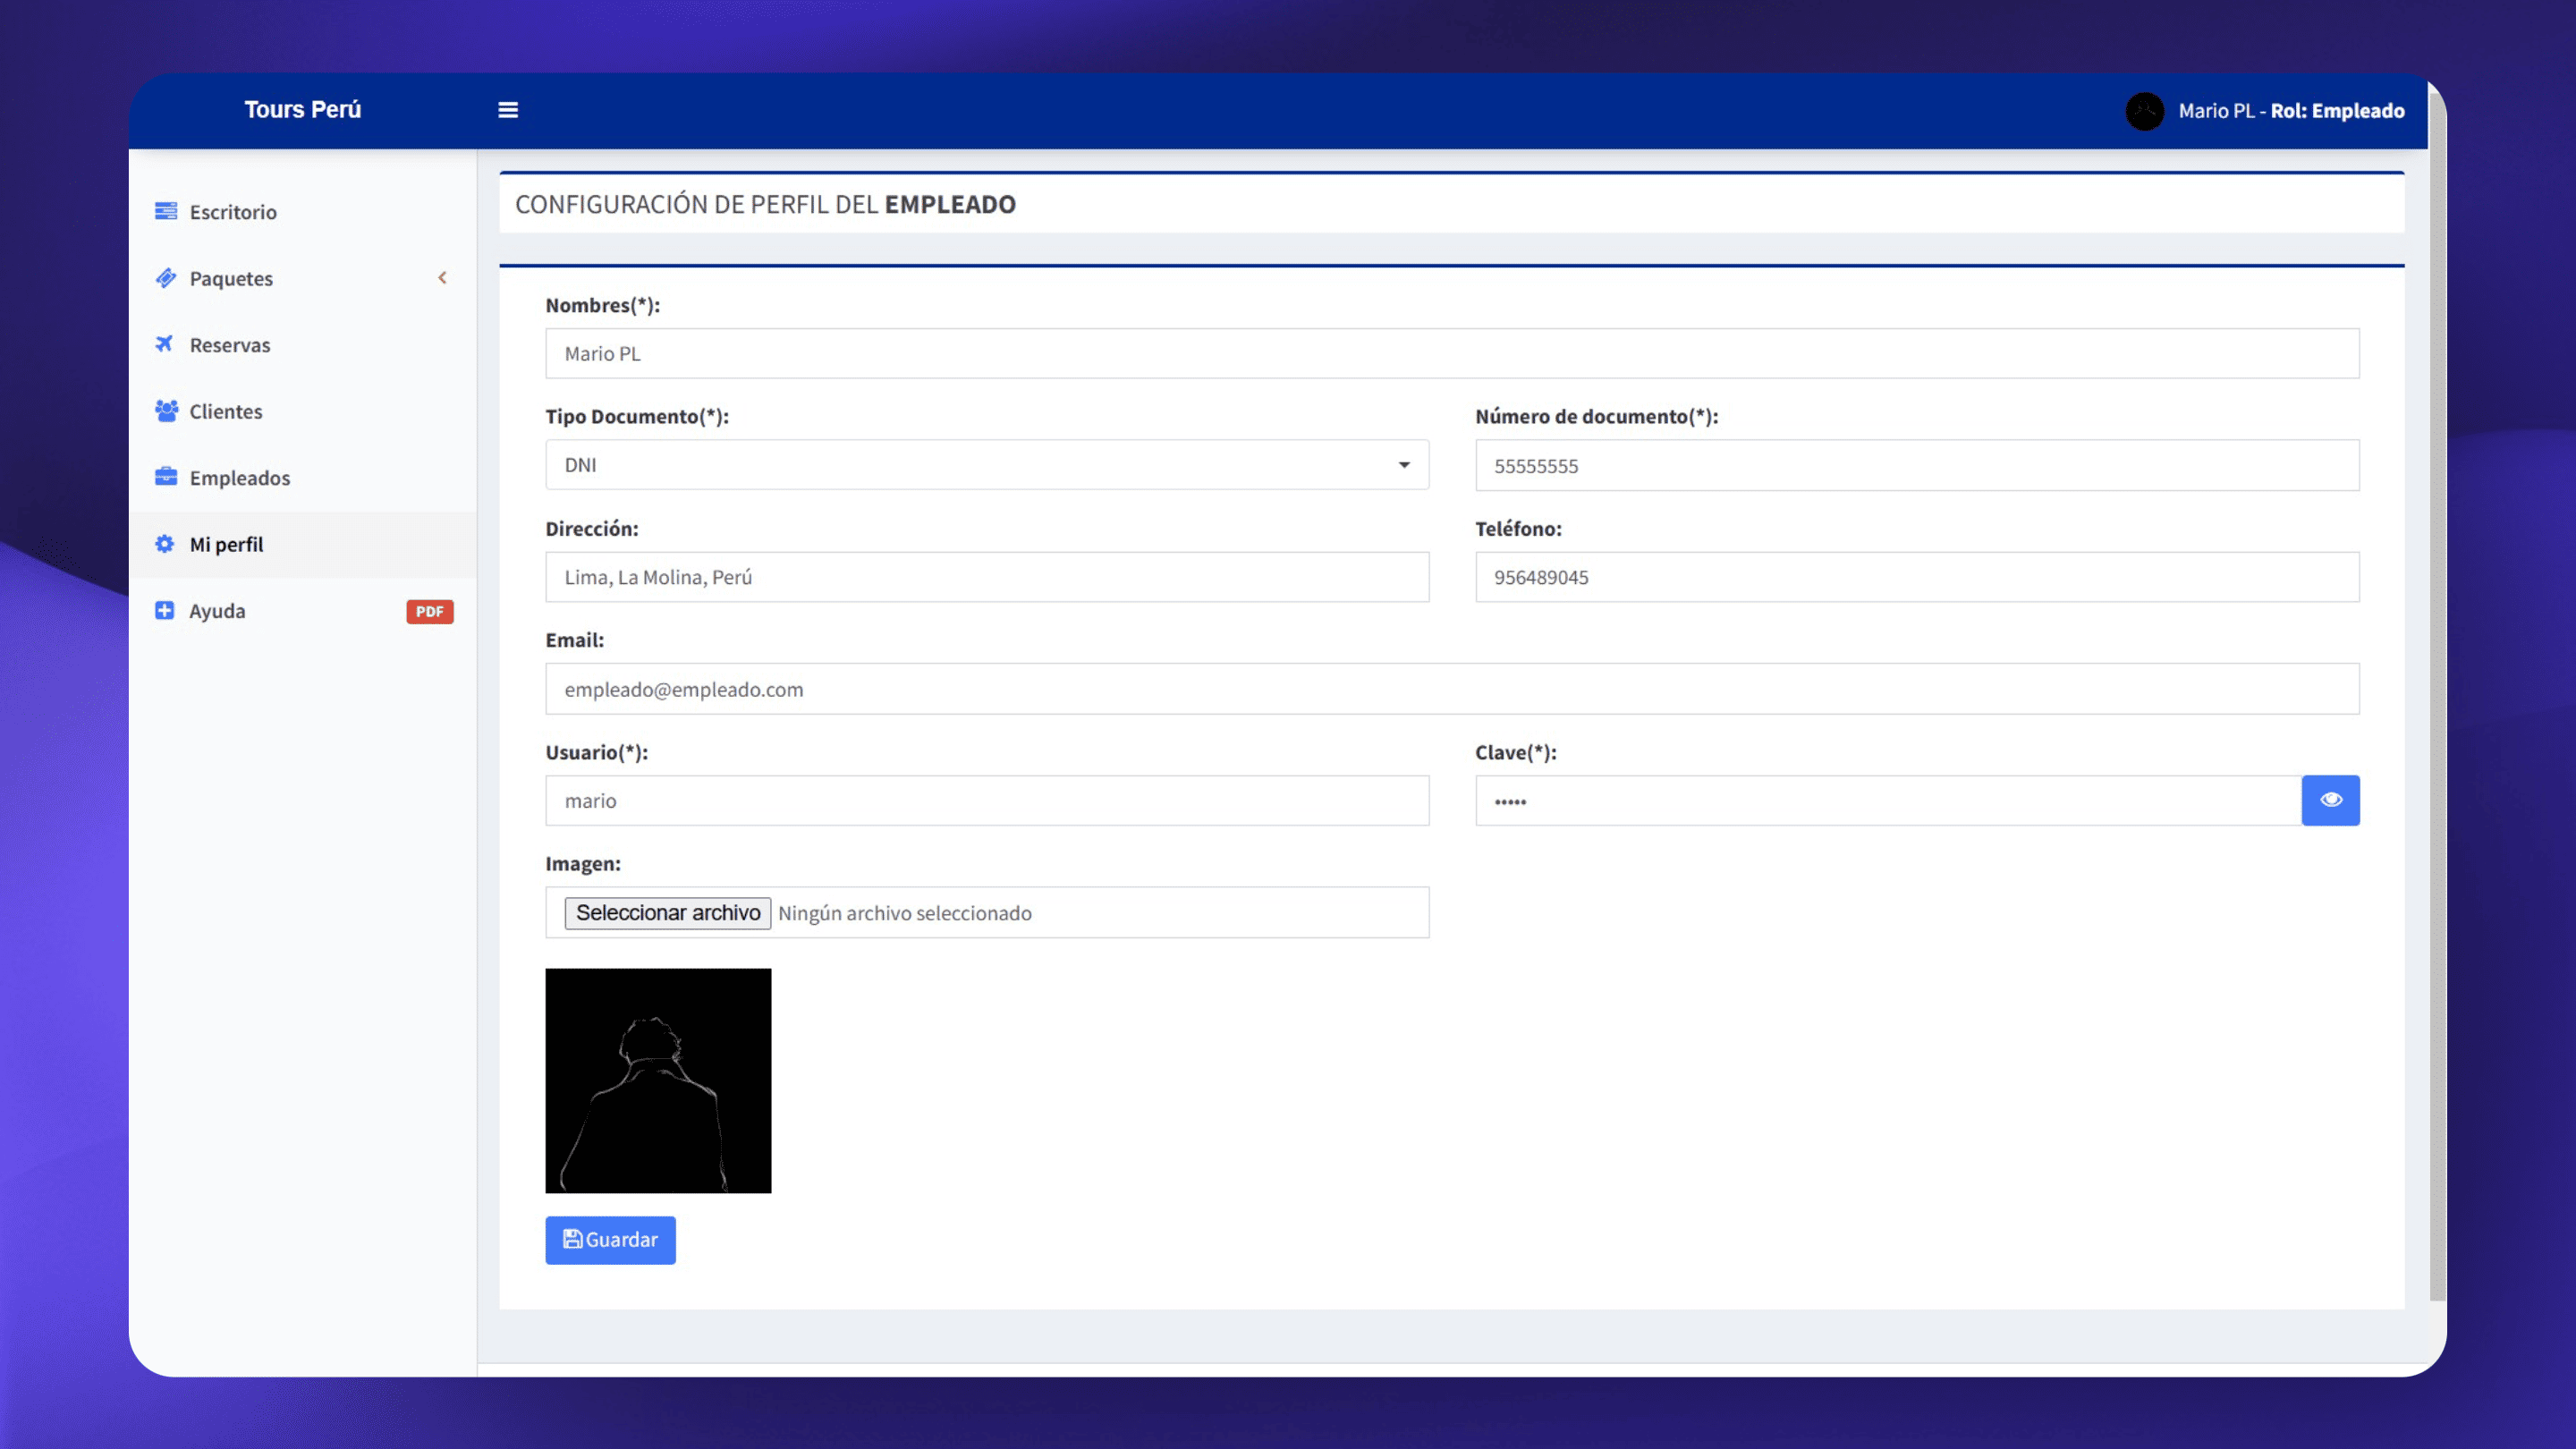 Tours Perú
Mario PL - Rol: Empleado
Escritorio
Paquetes
Reservas
Clientes
Empleados
Mi perfil
Ayuda PDF
CONFIGURACIÓN DE PERFIL DEL EMPLEADO
Nombres(*):
Mario PL
Tipo Documento(*): Número de documento(*):
DNI 55555555
Dirección: Teléfono:
Lima, La Molina, Perú 956489045
Email:
empleado@empleado.com
Usuario(*): Clave(*):
mario •••••
Imagen:
Seleccionar archivo Ningún archivo seleccionado
Guardar